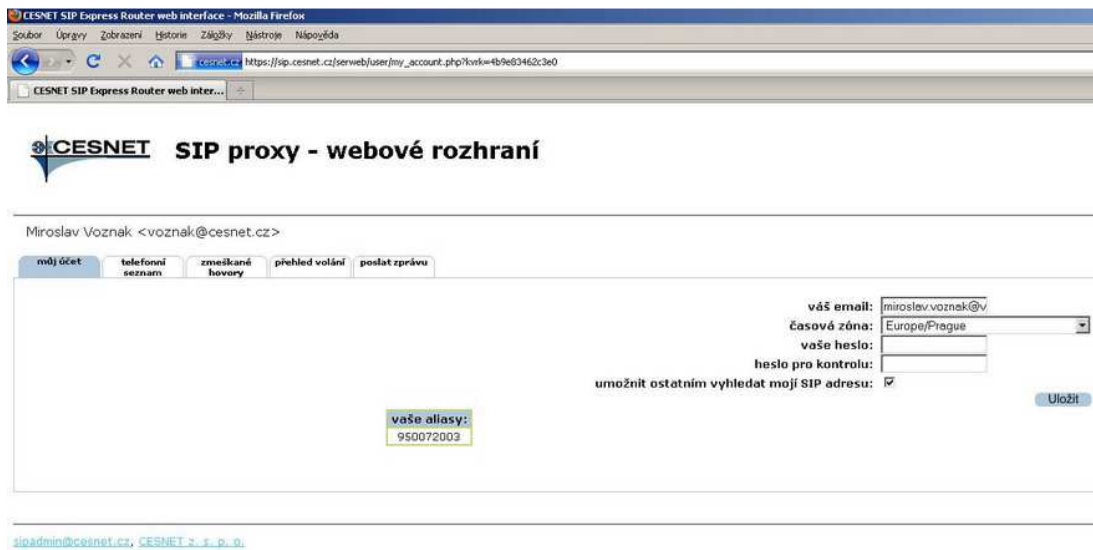 CESNET SIP Express Router web interface - Mozilla Firefox
Soubor Úpravy Zobrazení Historie Záložky Nástroje Nápověda
cesnet.cz https://sip.cesnet.cz/serweb/user/my_account.php?kvrk=4b9e83462c3e0
CESNET SIP Express Router web inter...
CESNET SIP proxy - webové rozhraní
Miroslav Voznak <voznak@cesnet.cz>
můj účet telefonní seznam zmeškané hovory přehled volání poslat zprávu
váš email: miroslav.voznak@v
časová zóna: Europe/Prague
vaše heslo:
heslo pro kontrolu:
umožnit ostatním vyhledat mojí SIP adresu:
Uložit
vaše aliasy:
950072003
sipadmin@cesnet.cz, CESNET z. s. p. o.